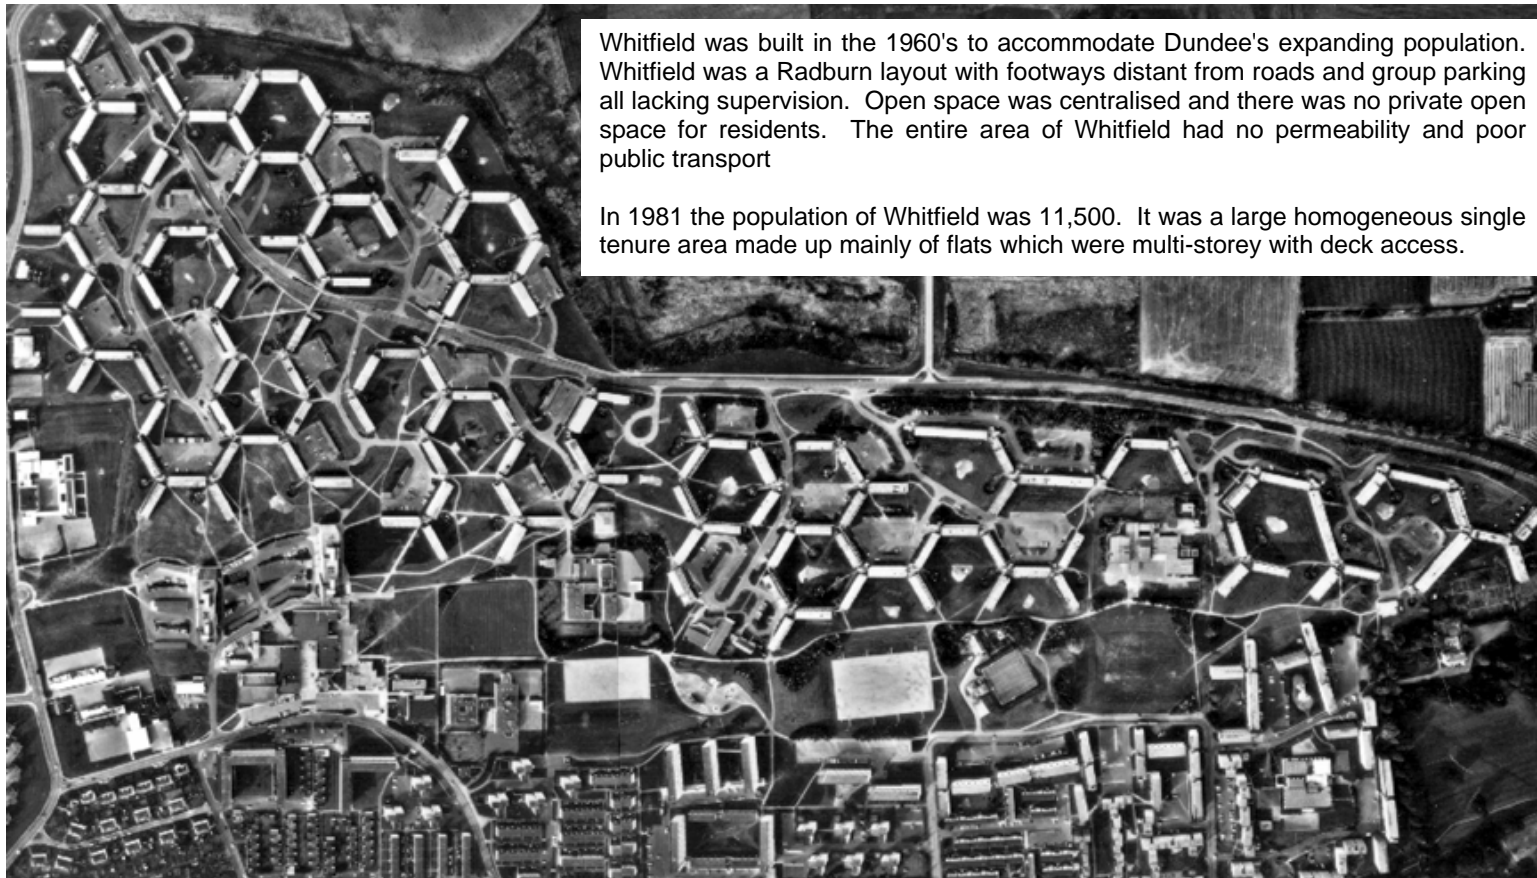 Whitfield was built in the 1960's to accommodate Dundee's expanding population.
Whitfield was a Radburn layout with footways distant from roads and group parking
all lacking supervision. Open space was centralised and there was no private open
space for residents. The entire area of Whitfield had no permeability and poor
public transport
In 1981 the population of Whitfield was 11,500. It was a large homogeneous single
tenure area made up mainly of flats which were multi-storey with deck access.